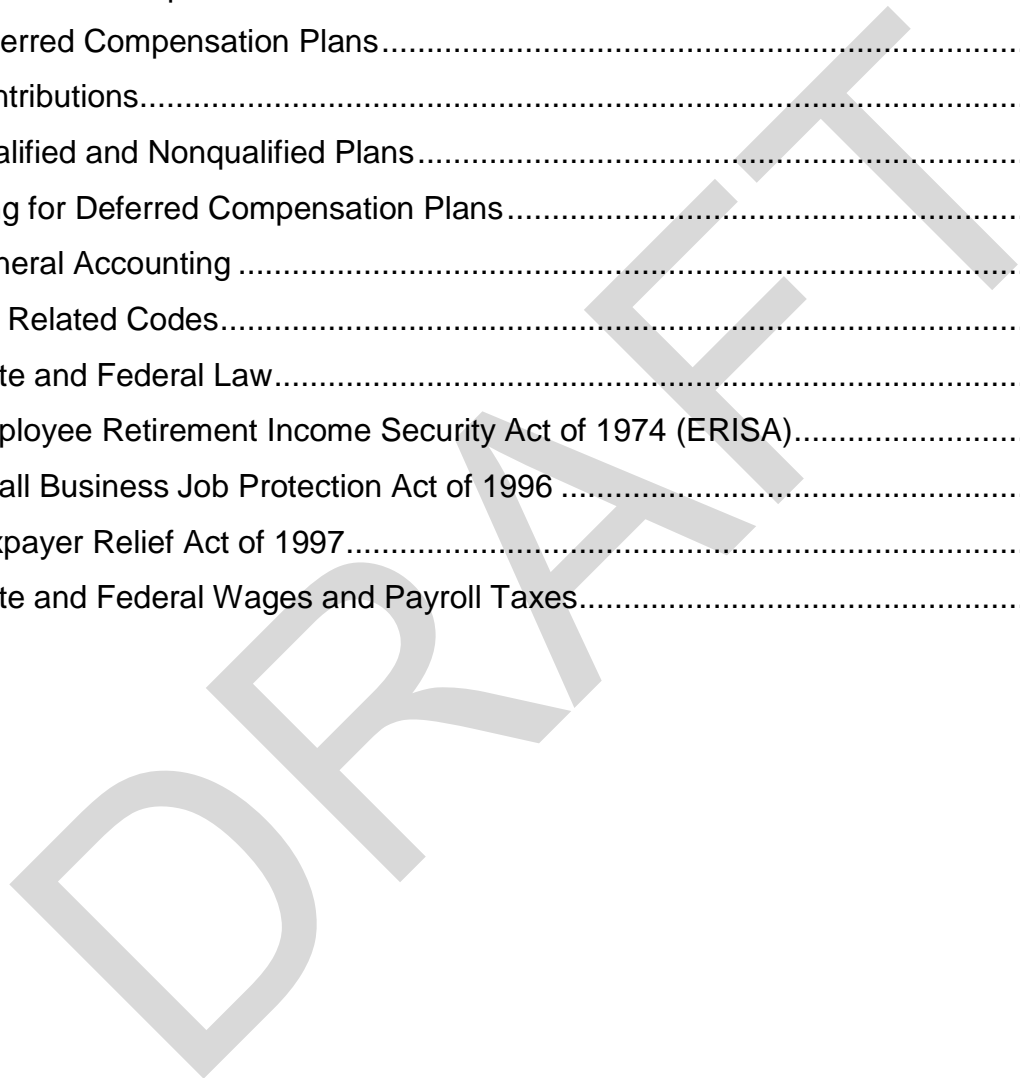 erred Compensation Plans....................................................................................
ntributions....................................................................................................................
alified and Nonqualified Plans...............................................................................
g for Deferred Compensation Plans....................................................................
neral Accounting ......................................................................................................
Related Codes..........................................................................................................
te and Federal Law...................................................................................................
ployee Retirement Income Security Act of 1974 (ERISA)...............................
all Business Job Protection Act of 1996 ............................................................
xpayer Relief Act of 1997..........................................................................................
te and Federal Wages and Payroll Taxes...........................................................
DRAFT